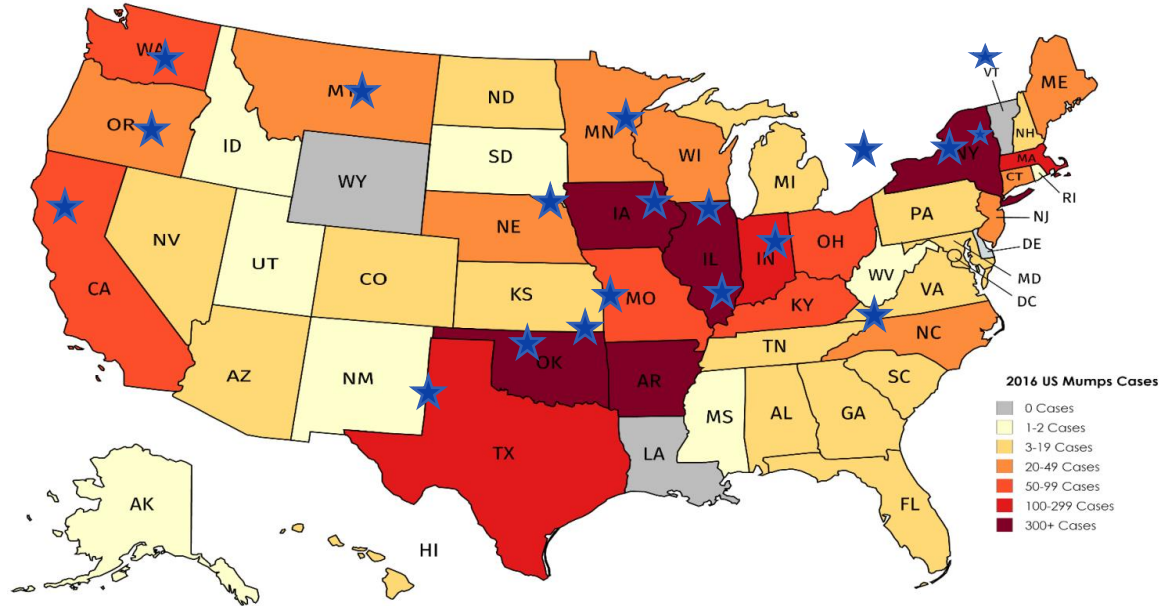 WA
VT
ME
MT
ND
MN
OR
NH
ID
SD
WI
NY
MA
WY
MI
CT
RI
IA
PA
NJ
NE
NV
OH
DE
IL
IN
UT
WV
CO
MD
CA
KS
MO
VA
DC
KY
NC
TN
OK
AZ
NM
AR
SC
2016 US Mumps Cases
0 Cases
1-2 Cases
3-19 Cases
20-49 Cases
50-99 Cases
100-299 Cases
300+ Cases
MS
AL
GA
TX
LA
AK
FL
HI